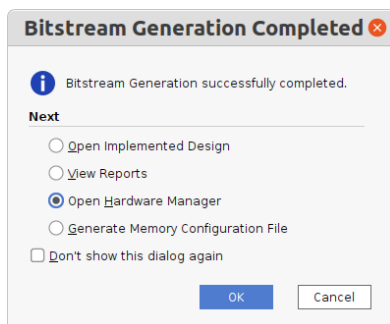 Bitstream Generation Completed
Bitstream Generation successfully completed.
Next
Open Implemented Design
View Reports
Open Hardware Manager
Generate Memory Configuration File
Don't show this dialog again
OK Cancel